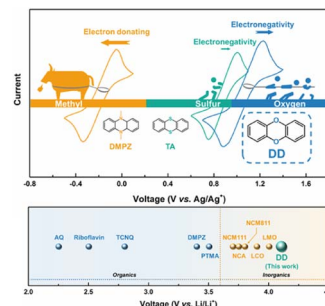 Electron donating
Electronegativity
Electronegativity
Current
Methyl
Sulfur
Oxygen
DMPZ
TA
DD
-0.8 -0.4 0.0 0.4 0.8 1.2 1.6
Voltage (V vs. Ag/Ag+)
NCM811
AQ Riboflavin TCNQ DMPZ NCM111 LMO
PTMA NCA LCO DD
(This work)
Organics Inorganics
2.0 2.5 3.0 3.5 4.0
Voltage (V vs. Li/Li+)